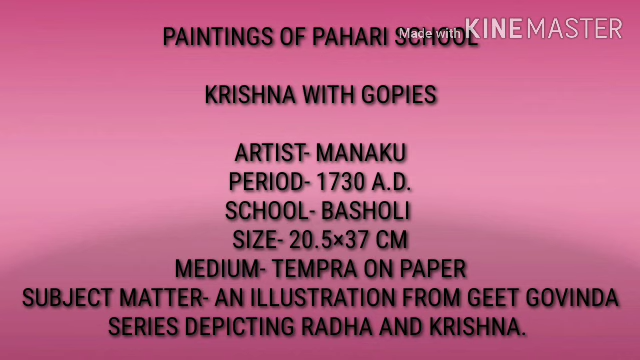 PAINTINGS OF PAHARI SCHOOL
Made with KINEMASTER
KRISHNA WITH GOPIES
ARTIST- MANAKU
PERIOD- 1730 A.D.
SCHOOL- BASHOLI
SIZE- 20.5×37 CM
MEDIUM- TEMPRA ON PAPER
SUBJECT MATTER- AN ILLUSTRATION FROM GEET GOVINDA
SERIES DEPICTING RADHA AND KRISHNA.